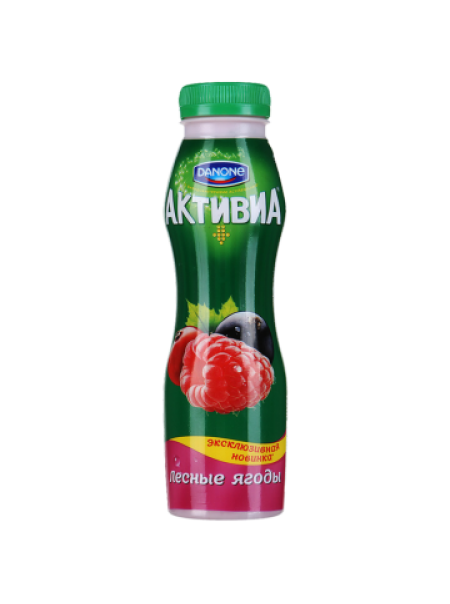 DANONE
АКТИВИА
эксклюзивная
новинка
лесные ягоды